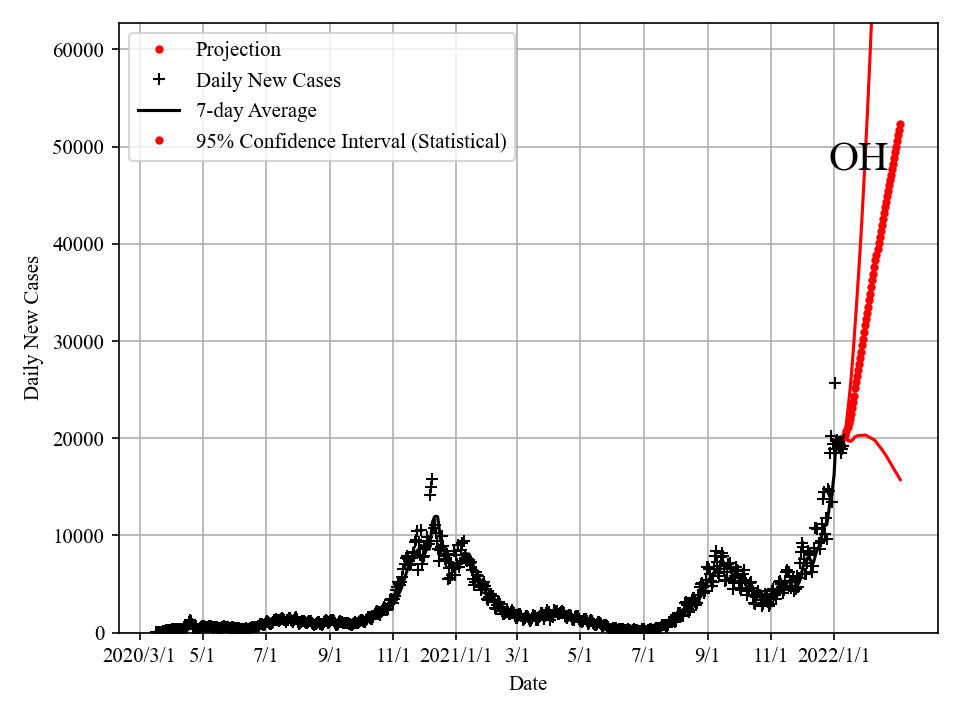 Projection
Daily New Cases
7-day Average
95% Confidence Interval (Statistical)
OH
60000
50000
40000
30000
20000
10000
0
Daily New Cases
2020/3/1 5/1 7/1 9/1 11/1 2021/1/1 3/1 5/1 7/1 9/1 11/1 2022/1/1
Date